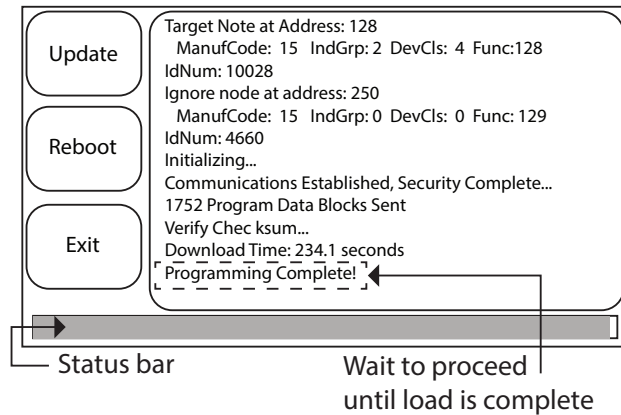 Update
Reboot
Exit
Target Note at Address: 128
ManufCode: 15 IndGrp: 2 DevCls: 4 Func:128
IdNum: 10028
Ignore node at address: 250
ManufCode: 15 IndGrp: 0 DevCls: 0 Func: 129
IdNum: 4660
Initializing...
Communications Established, Security Complete...
1752 Program Data Blocks Sent
Verify Chec ksum...
Download Time: 234.1 seconds
Programming Complete!
Status bar
Wait to proceed
until load is complete